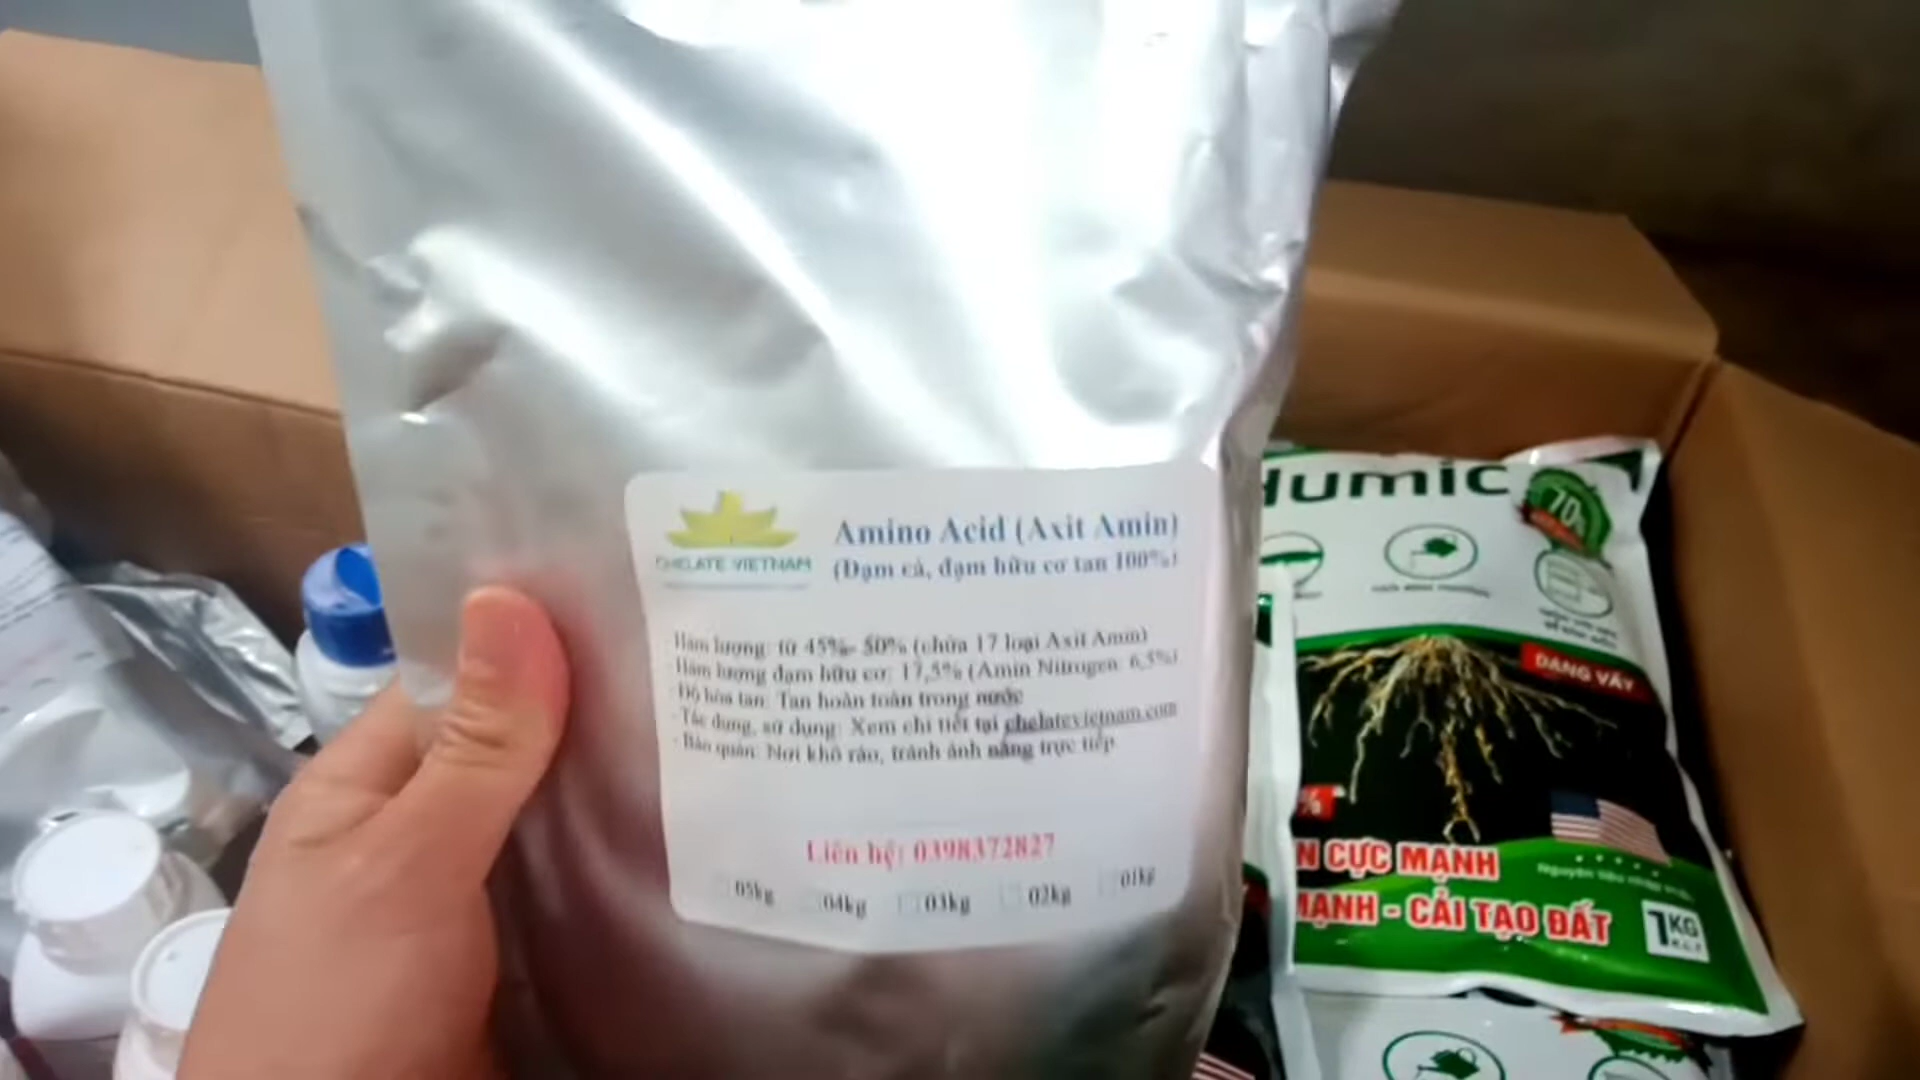 CHELATE VIETNAM
Amino Acid (Axit Amin)
(Đạm cá, đạm hữu cơ tan 100%)
Hàm lượng: từ 45%- 50% (chứa 17 loại Axit Amin)
- Hàm lượng đạm hữu cơ: 17,5% (Amin Nitrogen: 6,5%)
- Độ hòa tan: Tan hoàn toàn trong nước
- Tác dụng, sử dụng: Xem chi tiết tại chelatevietnam.com
- Bảo quản: Nơi khô ráo, tránh ánh nắng trực tiếp
Liên hệ: 0398372827
05kg 04kg 03kg 02kg 01kg
Humic
70%
DẠNG VẢY
%
N CỰC MẠNH
MẠNH - CẢI TẠO ĐẤT
1KG